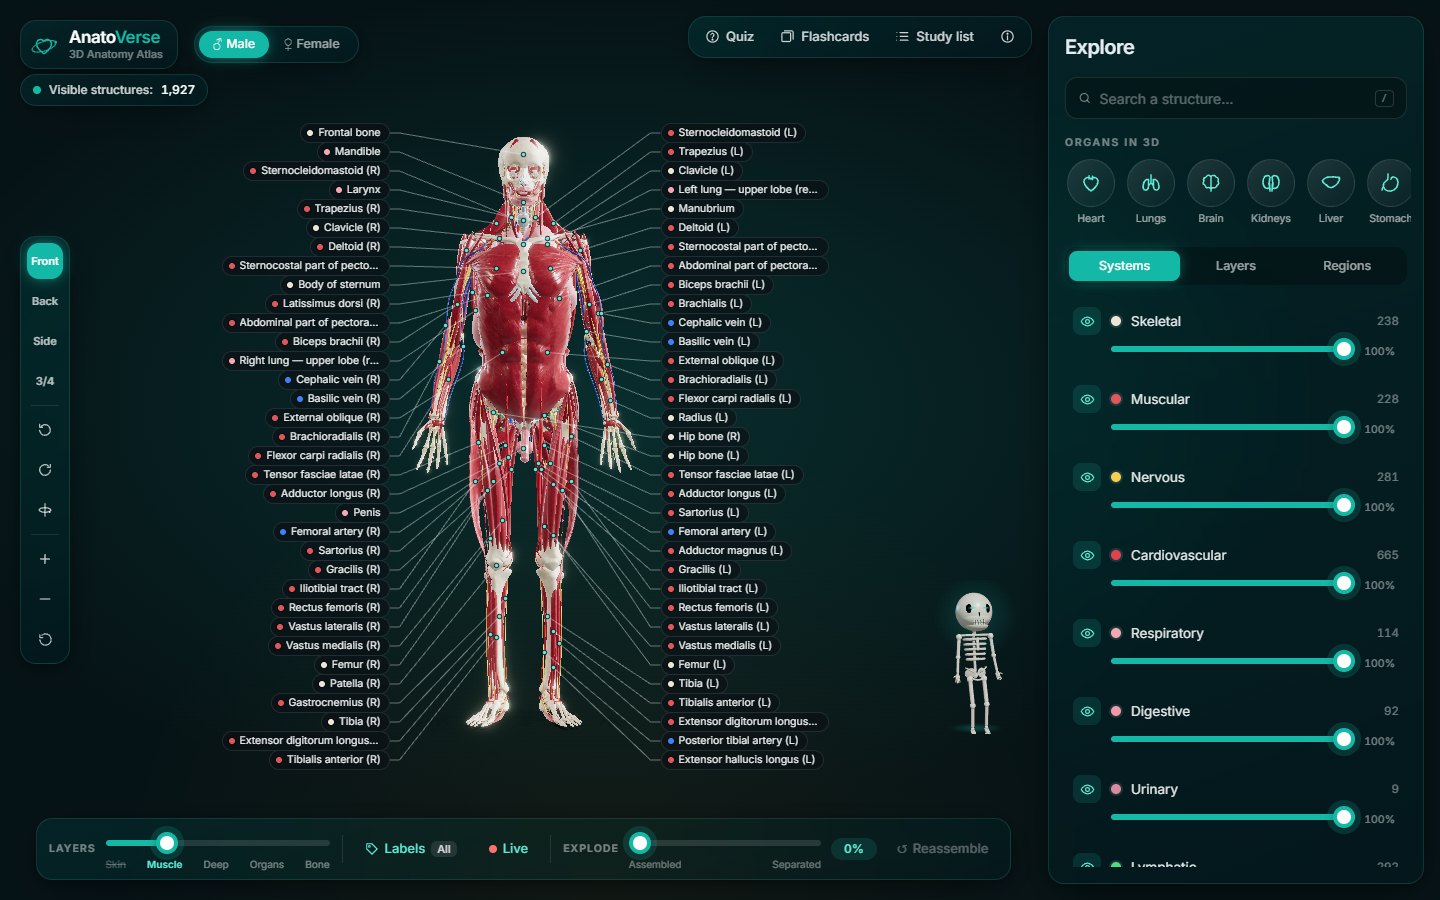 AnatoVerse
3D Anatomy Atlas
Male
Female
Quiz
Flashcards
Study list
Visible structures: 1,927
Frontal bone
Mandible
Sternocleidomastoid (R)
Larynx
Trapezius (R)
Clavicle (R)
Deltoid (R)
Sternocostal part of pecto...
Body of sternum
Latissimus dorsi (R)
Abdominal part of pectora...
Biceps brachii (R)
Right lung — upper lobe (r...
Cephalic vein (R)
Basilic vein (R)
External oblique (R)
Brachioradialis (R)
Flexor carpi radialis (R)
Tensor fasciae latae (R)
Adductor longus (R)
Penis
Femoral artery (R)
Sartorius (R)
Gracilis (R)
Iliotibial tract (R)
Rectus femoris (R)
Vastus lateralis (R)
Vastus medialis (R)
Femur (R)
Patella (R)
Gastrocnemius (R)
Tibia (R)
Extensor digitorum longus...
Tibialis anterior (R)
Sternocleidomastoid (L)
Trapezius (L)
Clavicle (L)
Left lung — upper lobe (re...
Manubrium
Deltoid (L)
Sternocostal part of pecto...
Abdominal part of pectora...
Biceps brachii (L)
Brachialis (L)
Cephalic vein (L)
Basilic vein (L)
External oblique (L)
Brachioradialis (L)
Flexor carpi radialis (L)
Radius (L)
Hip bone (R)
Hip bone (L)
Tensor fasciae latae (L)
Adductor longus (L)
Sartorius (L)
Femoral artery (L)
Adductor magnus (L)
Gracilis (L)
Iliotibial tract (L)
Rectus femoris (L)
Vastus lateralis (L)
Vastus medialis (L)
Femur (L)
Tibia (L)
Tibialis anterior (L)
Extensor digitorum longus...
Posterior tibial artery (L)
Extensor hallucis longus (L)
Front
Back
Side
3/4
LAYERS
Skin
Muscle
Deep
Organs
Bone
Labels All
Live
EXPLODE
Assembled
Separated
0%
Reassemble
Explore
Search a structure... /
ORGANS IN 3D
Heart
Lungs
Brain
Kidneys
Liver
Stomach
Systems
Layers
Regions
Skeletal 238
100%
Muscular 228
100%
Nervous 281
100%
Cardiovascular 665
100%
Respiratory 114
100%
Digestive 92
100%
Urinary 9
100%
Lymphatic 292